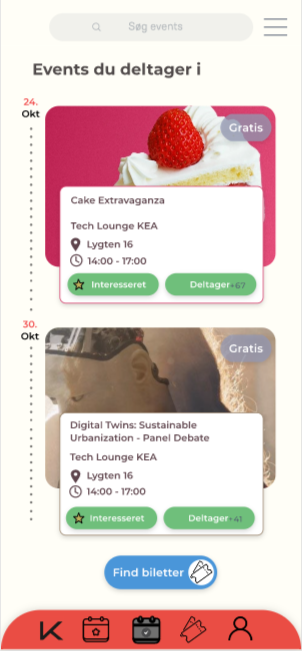 Søg events
Events du deltager i
24.
Okt
Gratis
Cake Extravaganza
Tech Lounge KEA
Lygten 16
14:00 - 17:00
Interesseret
Deltager+67
30.
Okt
Gratis
Digital Twins: Sustainable
Urbanization - Panel Debate
Tech Lounge KEA
Lygten 16
14:00 - 17:00
Interesseret
Deltager+41
Find biletter
K